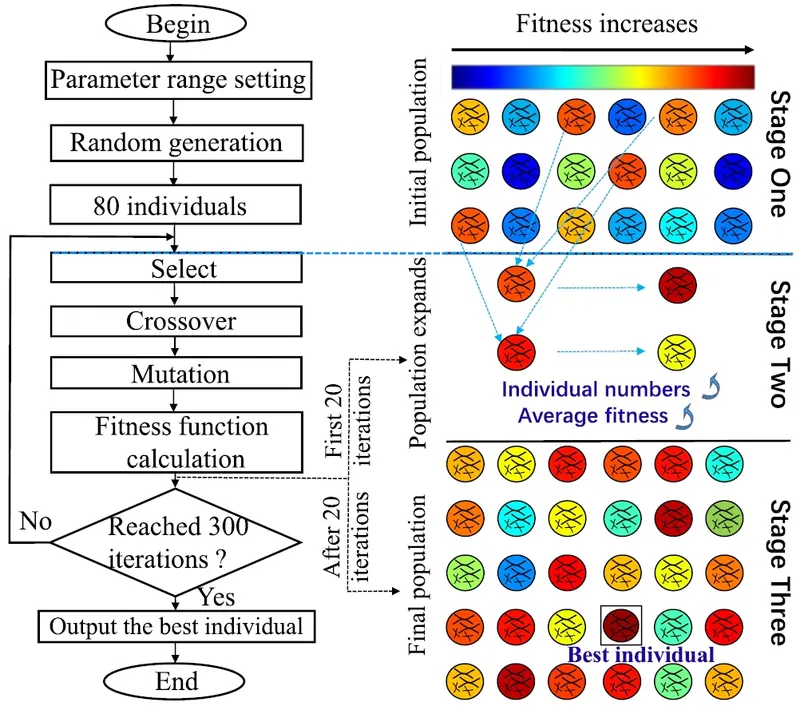 Begin
Parameter range setting
Random generation
80 individuals
Select
Crossover
Mutation
Fitness function
calculation
No
Reached 300
iterations ?
Yes
Output the best individual
End
First 20
iterations
After 20
iterations
Fitness increases
Initial population
Stage One
Population expands
Individual numbers
Average fitness
Stage Two
Final population
Best individual
Stage Three